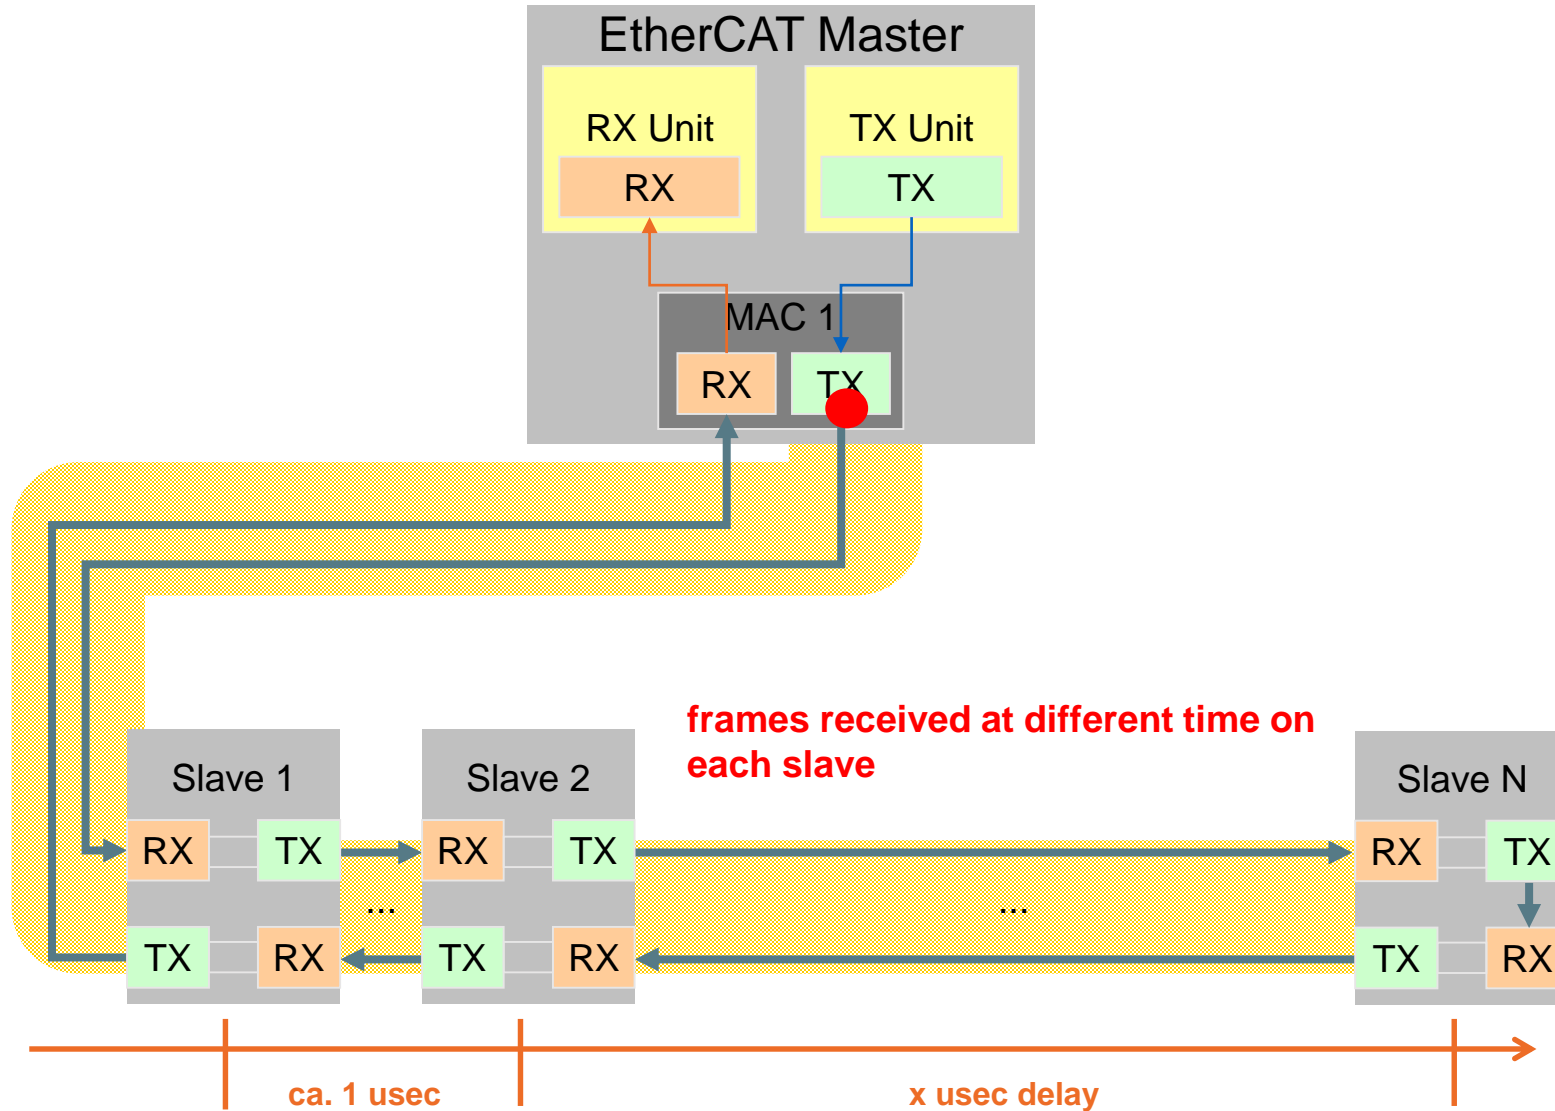 EtherCAT Master
RX Unit
TX Unit
RX
TX
MAC 1
RX
TX
frames received at different time on
each slave
Slave 1
Slave 2
Slave N
RX
TX
RX
TX
RX
TX
...
...
TX
RX
TX
RX
TX
RX
ca. 1 usec
x usec delay